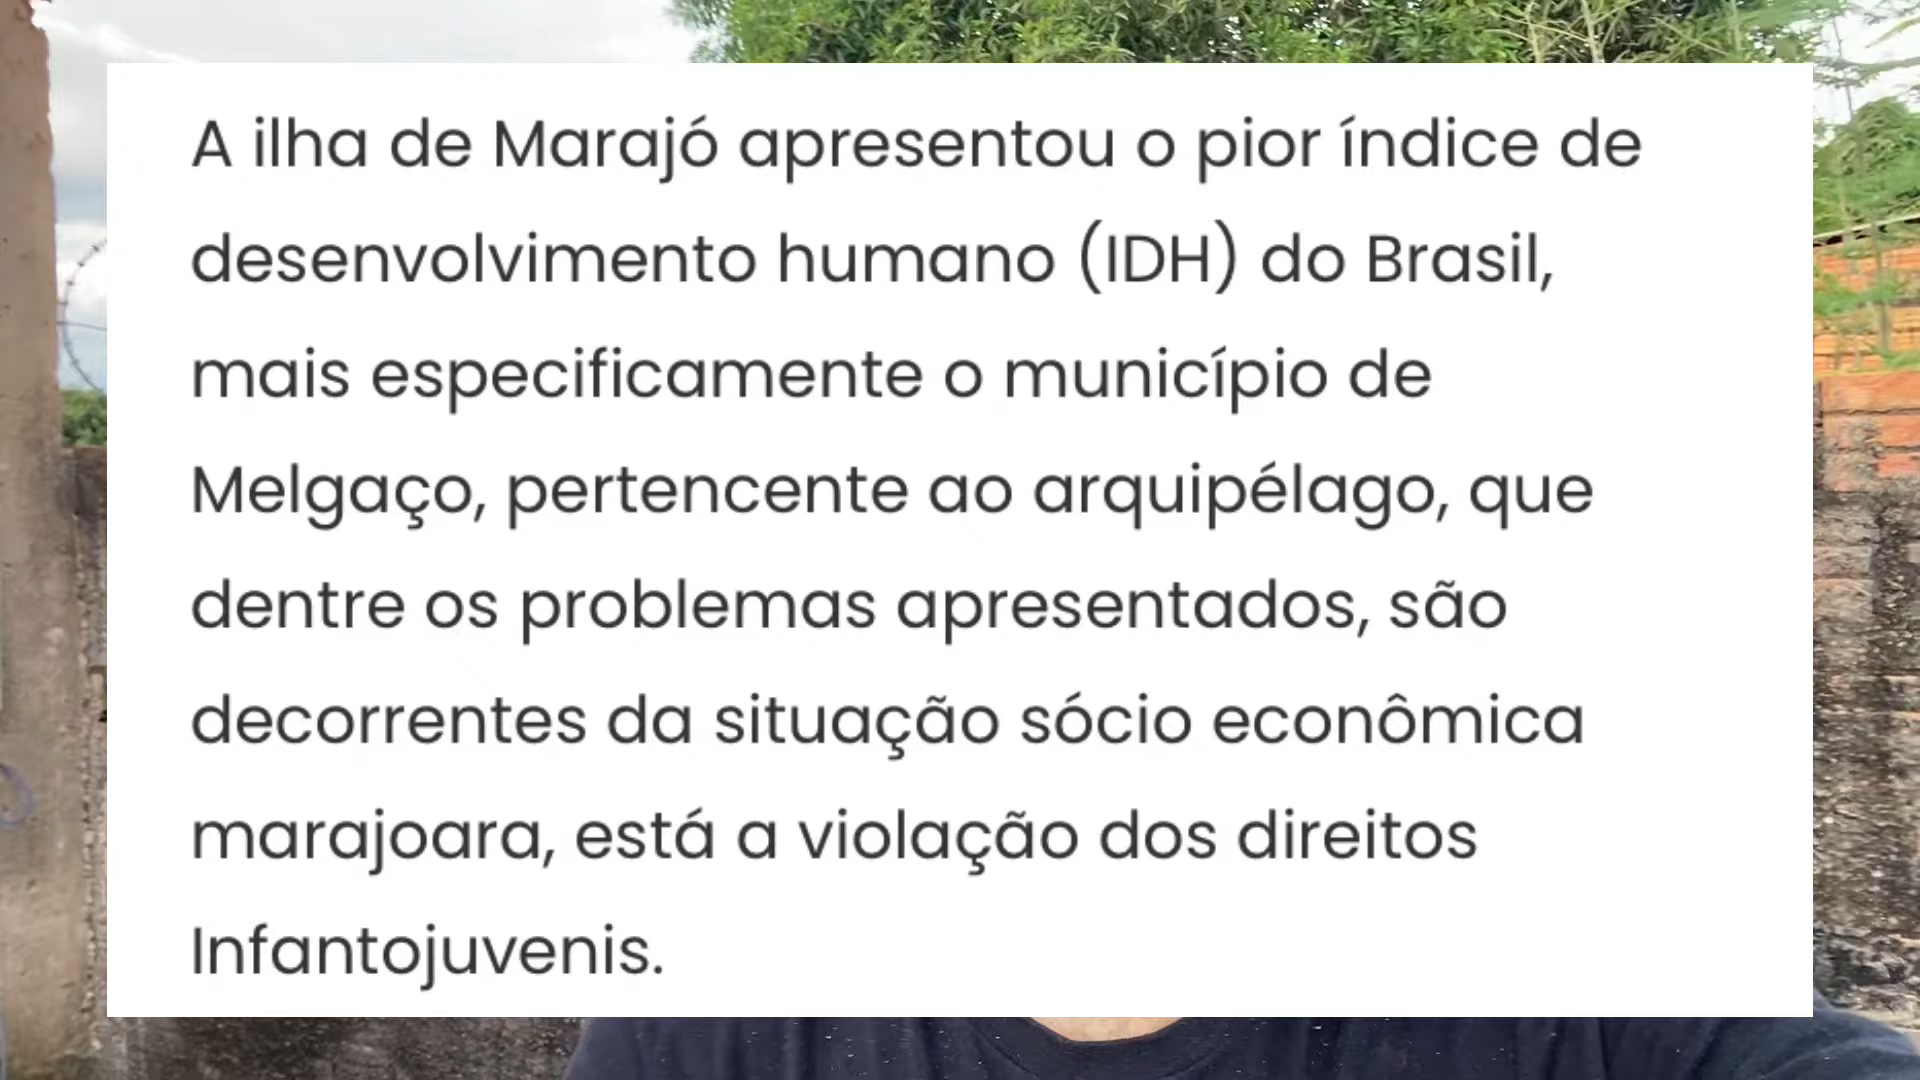 A ilha de Marajó apresentou o pior índice de
desenvolvimento humano (IDH) do Brasil,
mais especificamente o município de
Melgaço, pertencente ao arquipélago, que
dentre os problemas apresentados, são
decorrentes da situação sócio econômica
marajoara, está a violação dos direitos
Infantojuvenis.